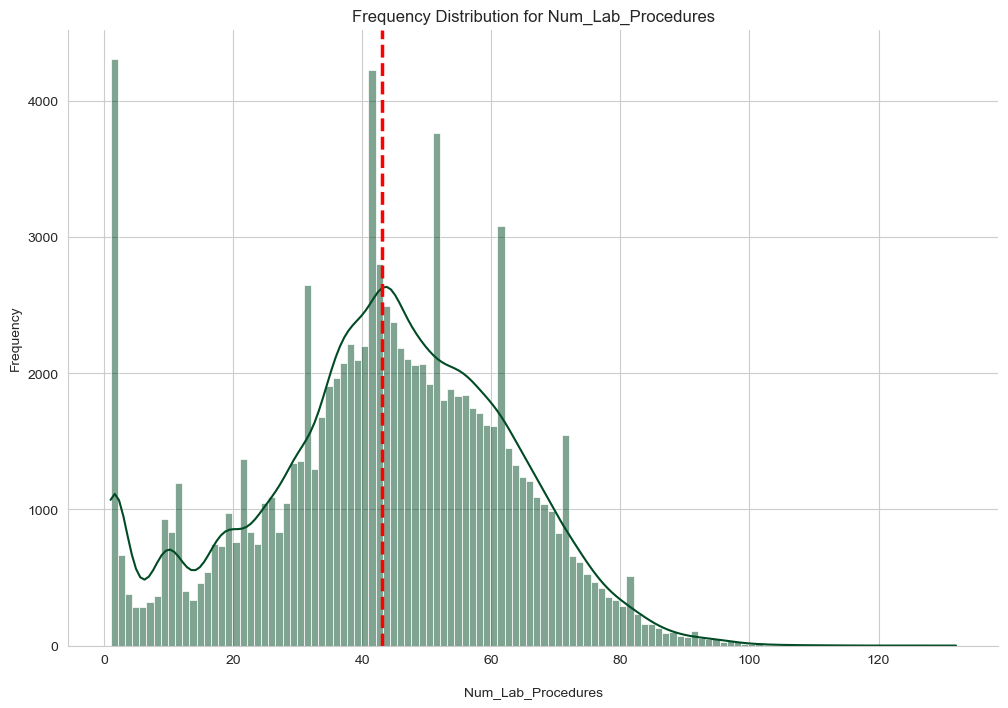 Frequency Distribution for Num_Lab_Procedures
4000
3000
2000
1000
0
Frequency
0 20 40 60 80 100 120
Num_Lab_Procedures